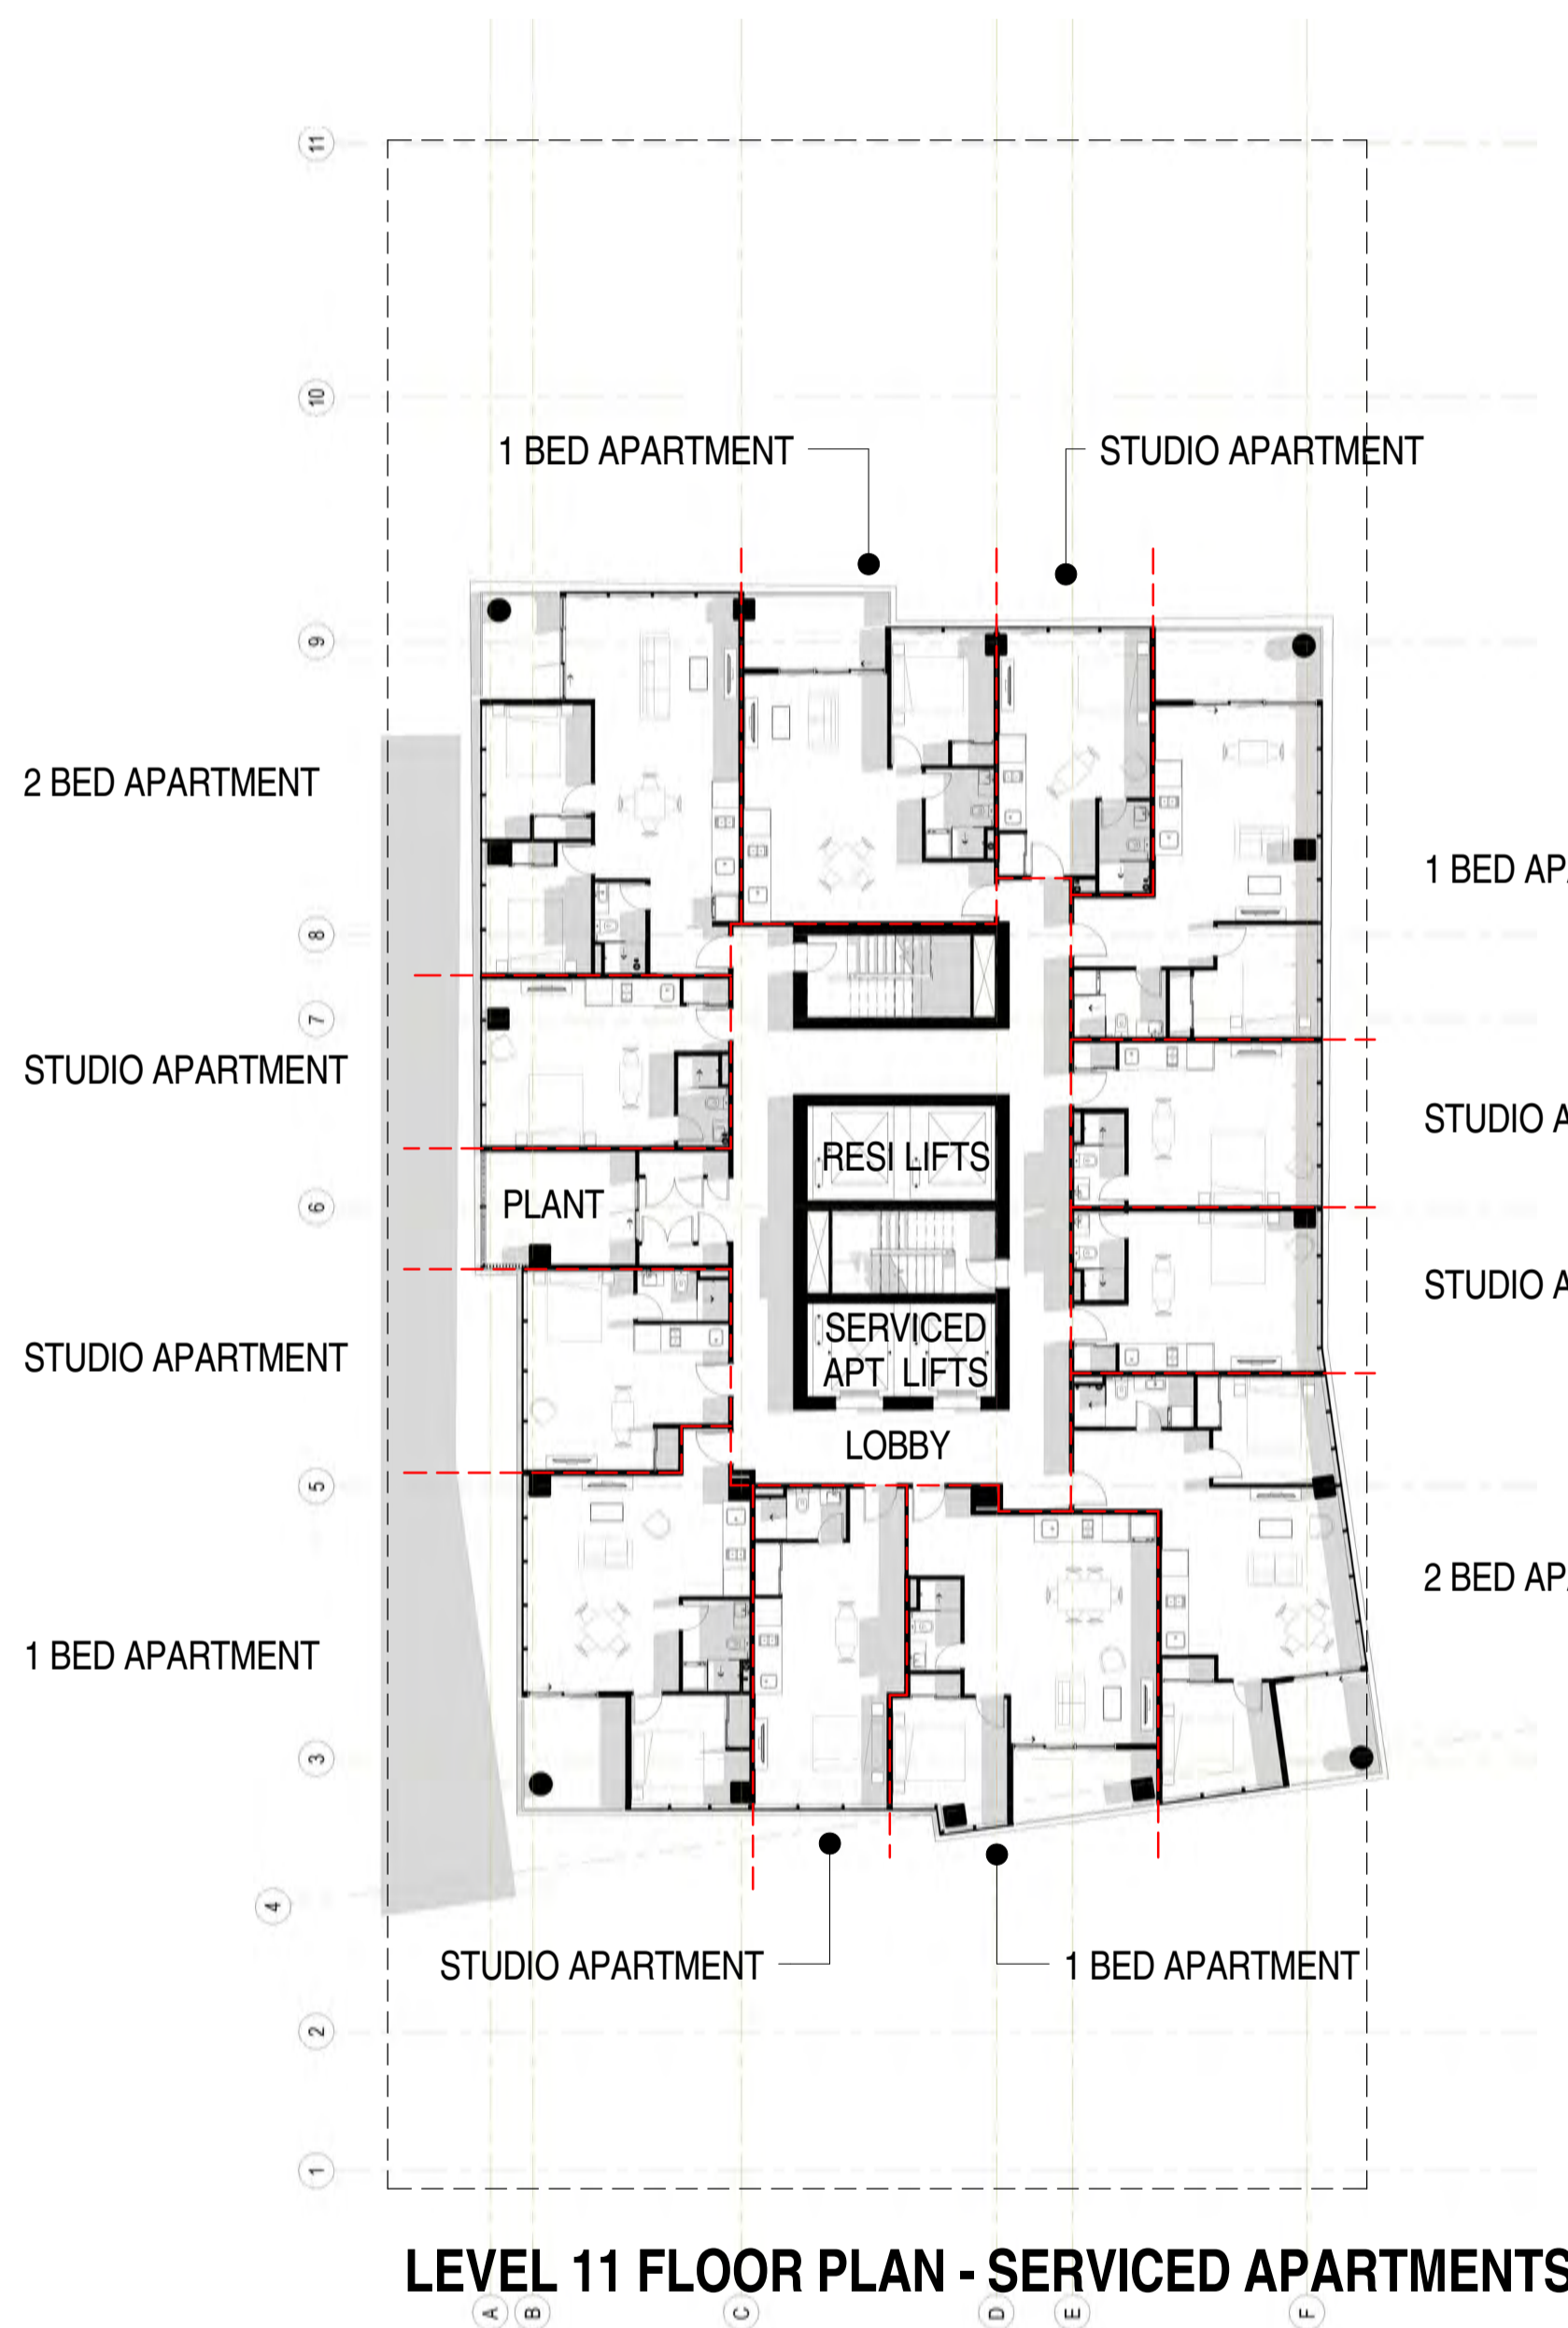 11
10
1 BED APARTMENT
STUDIO APARTMENT
9
2 BED APARTMENT
1 BED AP
8
7
STUDIO APARTMENT
STUDIO A
RESI LIFTS
6
PLANT
STUDIO A
SERVICED
APT LIFTS
STUDIO APARTMENT
LOBBY
5
2 BED AP
1 BED APARTMENT
3
4
STUDIO APARTMENT
1 BED APARTMENT
2
1
LEVEL 11 FLOOR PLAN - SERVICED APARTMENTS
A
B
C
D
E
F